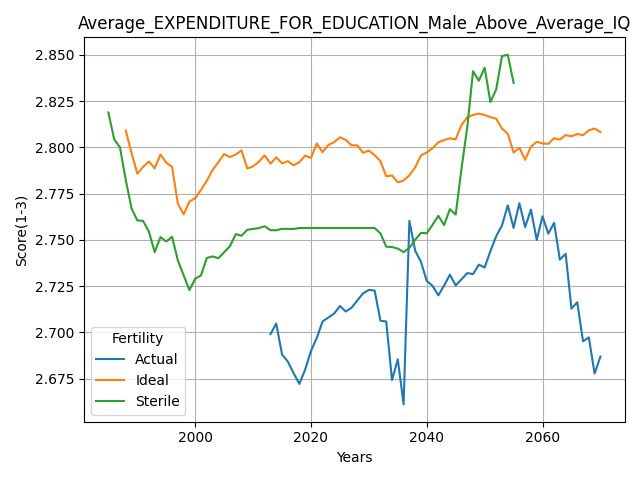 Average_EXPENDITURE_FOR_EDUCATION_Male_Above_Average_IQ
2.850
2.825
2.800
2.775
2.750
2.725
2.700
2.675
Score(1-3)
Fertility
Actual
Ideal
Sterile
2000 2020 2040 2060
Years